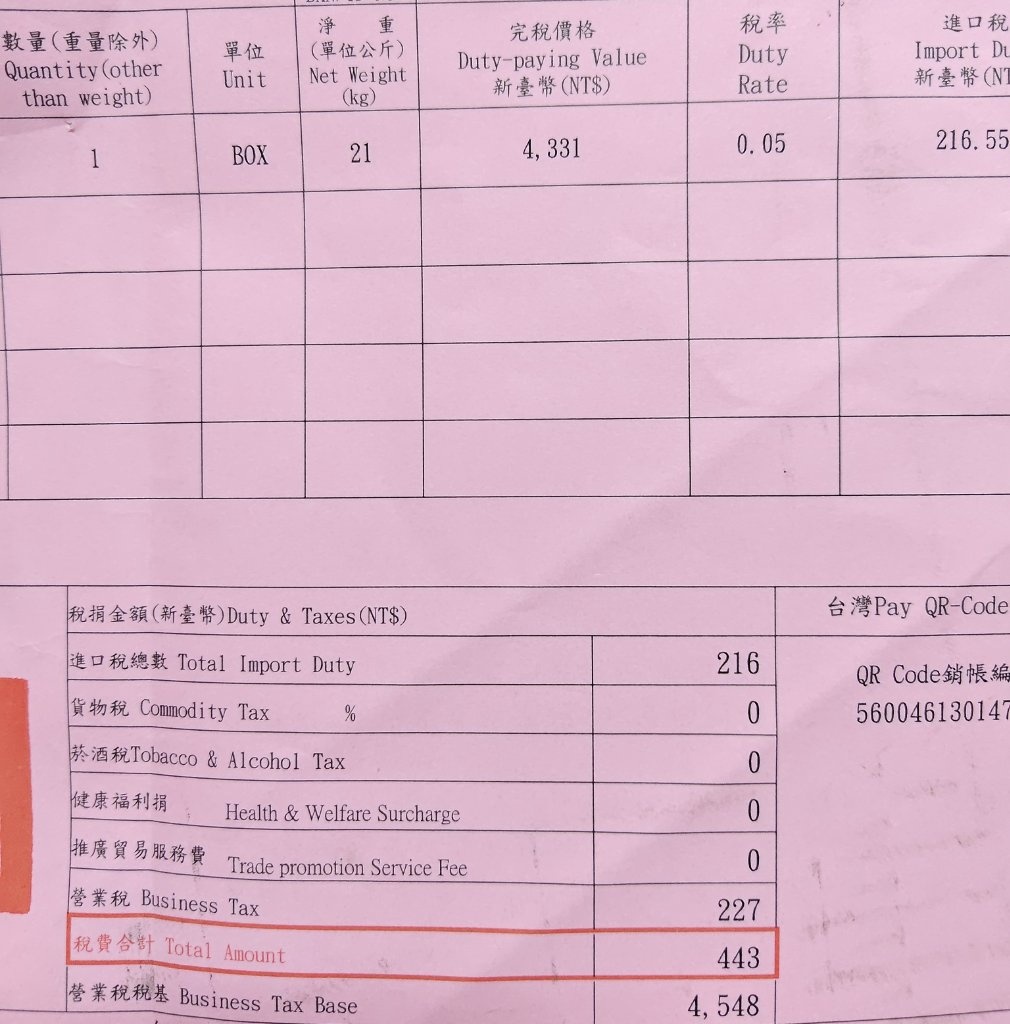 數量(重量除外)
Quantity(other
than weight)
單位
Unit
淨 重
(單位公斤)
Net Weight
(kg)
完稅價格
Duty-paying Value
新臺幣(NT$)
稅率
Duty
Rate
進口稅
Import Du
新臺幣(NT
1 BOX 21 4,331 0.05 216.55
稅捐金額(新臺幣)Duty & Taxes(NT$)
台灣Pay QR-Code
進口稅總數 Total Import Duty 216
QR Code銷帳編
貨物稅 Commodity Tax % 0
560046130147
菸酒稅Tobacco & Alcohol Tax 0
健康福利捐 Health & Welfare Surcharge 0
推廣貿易服務費 Trade promotion Service Fee 0
營業稅 Business Tax 227
稅費合計 Total Amount 443
營業稅稅基 Business Tax Base 4,548